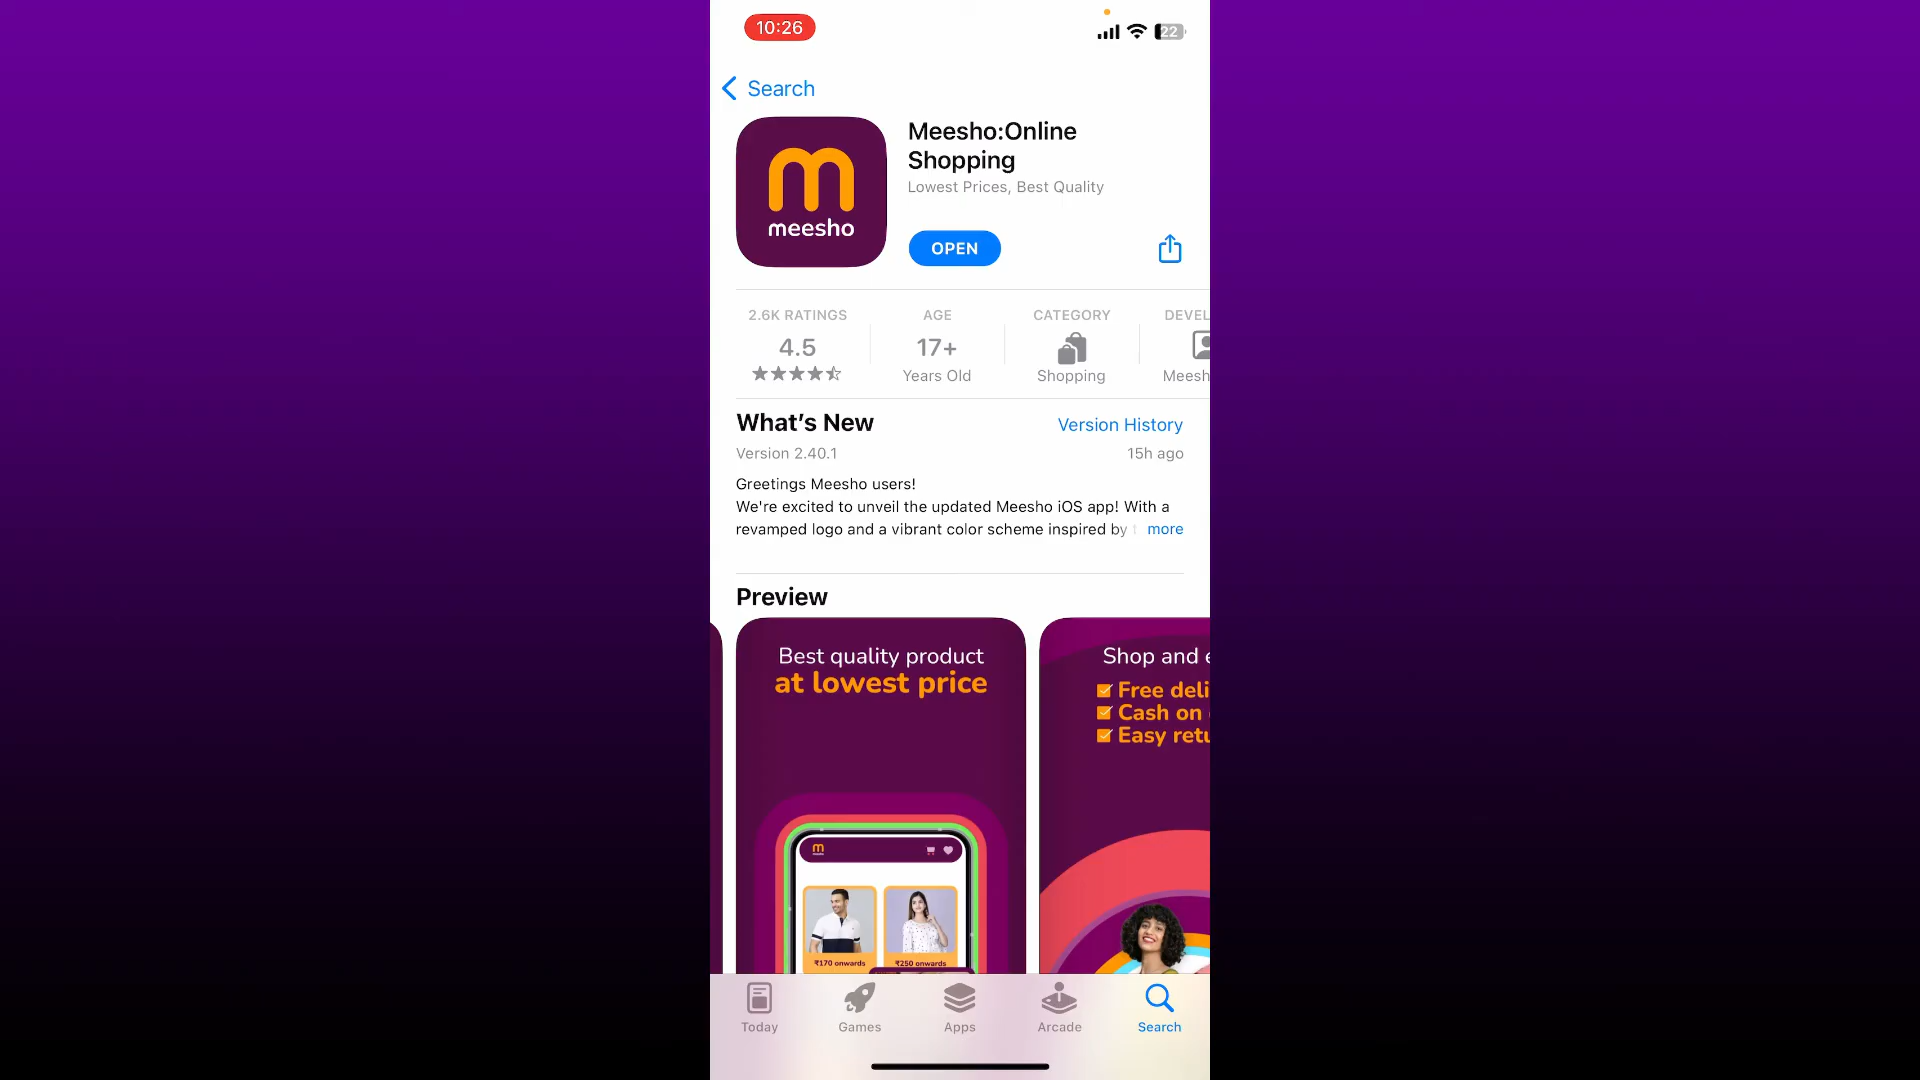 10:26
22
Search
meesho
Meesho:Online
Shopping
Lowest Prices, Best Quality
OPEN
2.6K RATINGS
4.5
AGE
17+
Years Old
CATEGORY
Shopping
DEVEL
Meesh
What's New
Version History
Version 2.40.1
15h ago
Greetings Meesho users!
We're excited to unveil the updated Meesho iOS app! With a
revamped logo and a vibrant color scheme inspired by
more
Preview
Best quality product
at lowest price
₹170 onwards
₹250 onwards
Shop and e
Free deli
Cash on
Easy retu
Today
Games
Apps
Arcade
Search